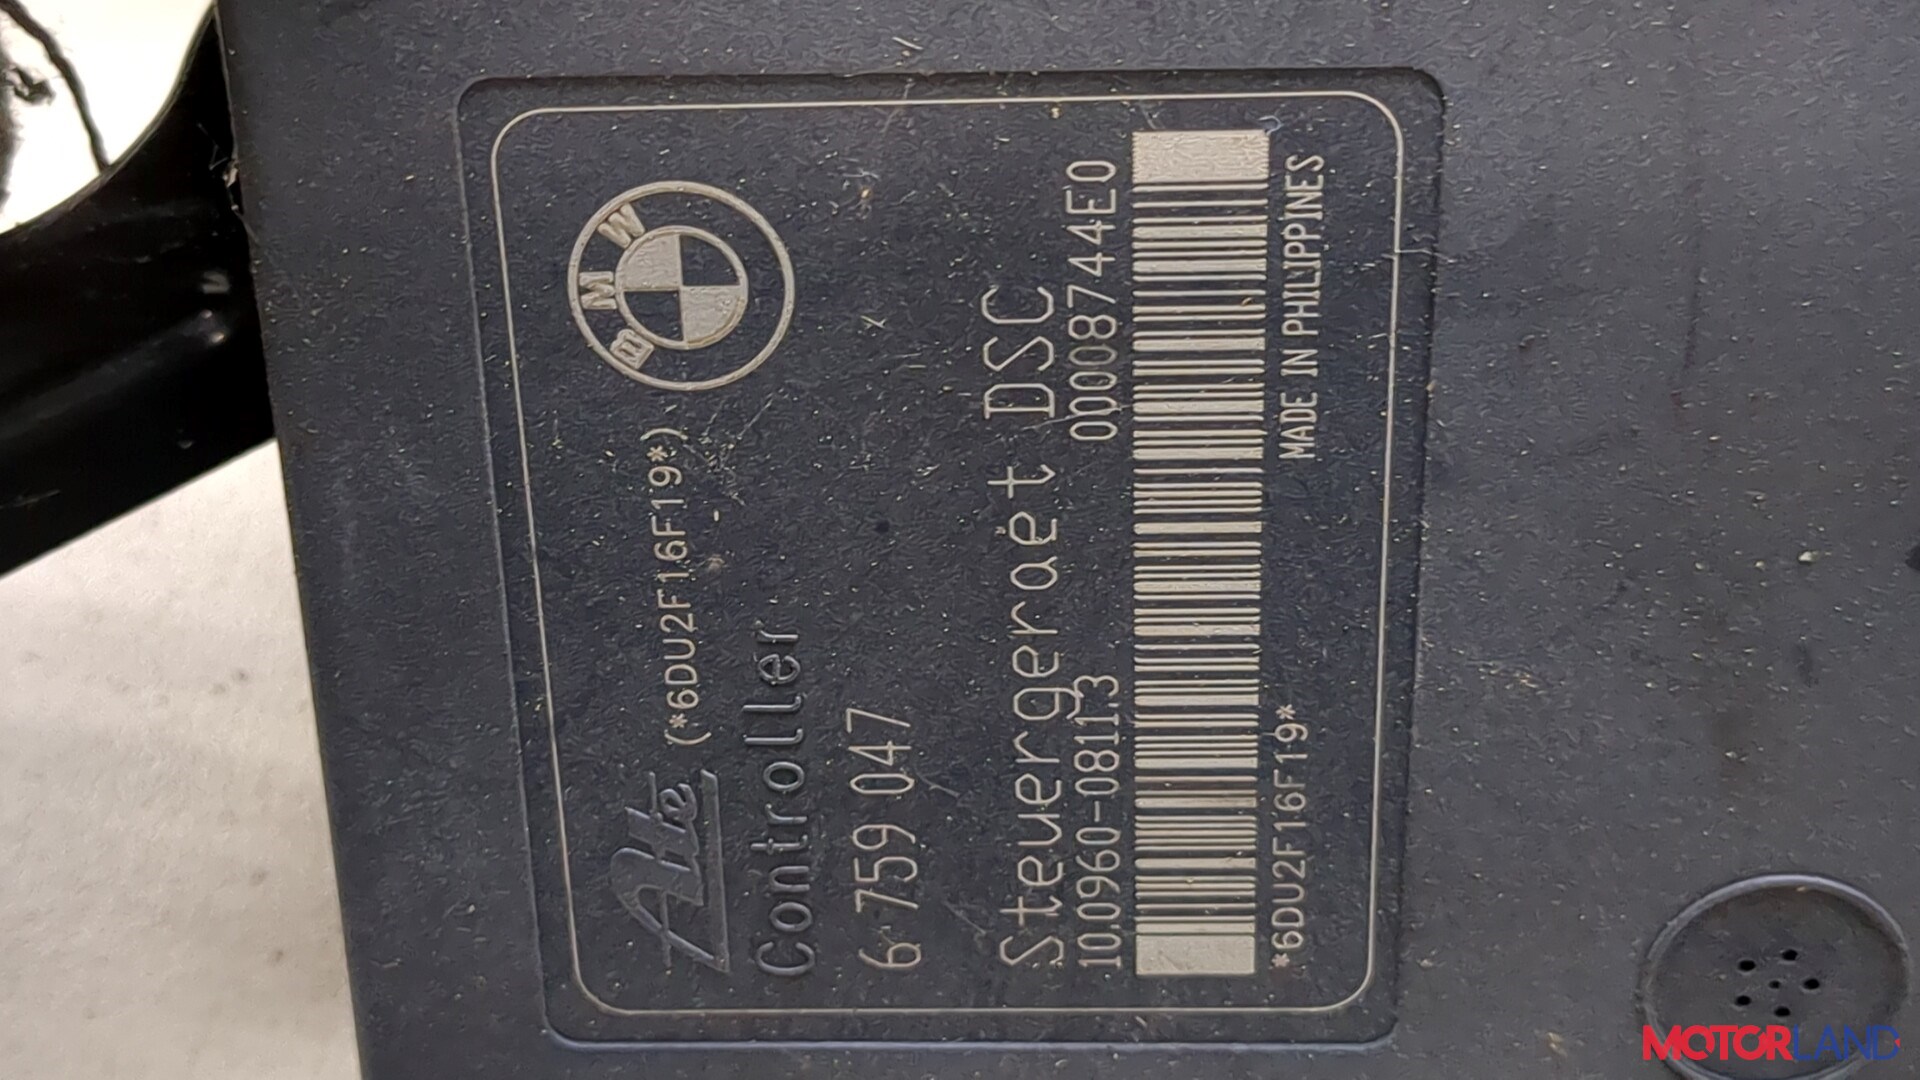 Ate (*6DU2F16F19*)
BMW
Controller
6 759 047
Steuergeraet DSC
10.0960-0811.3 00008744E0
*6DU2F16F19* MADE IN PHILIPPINES
MOTORLAND